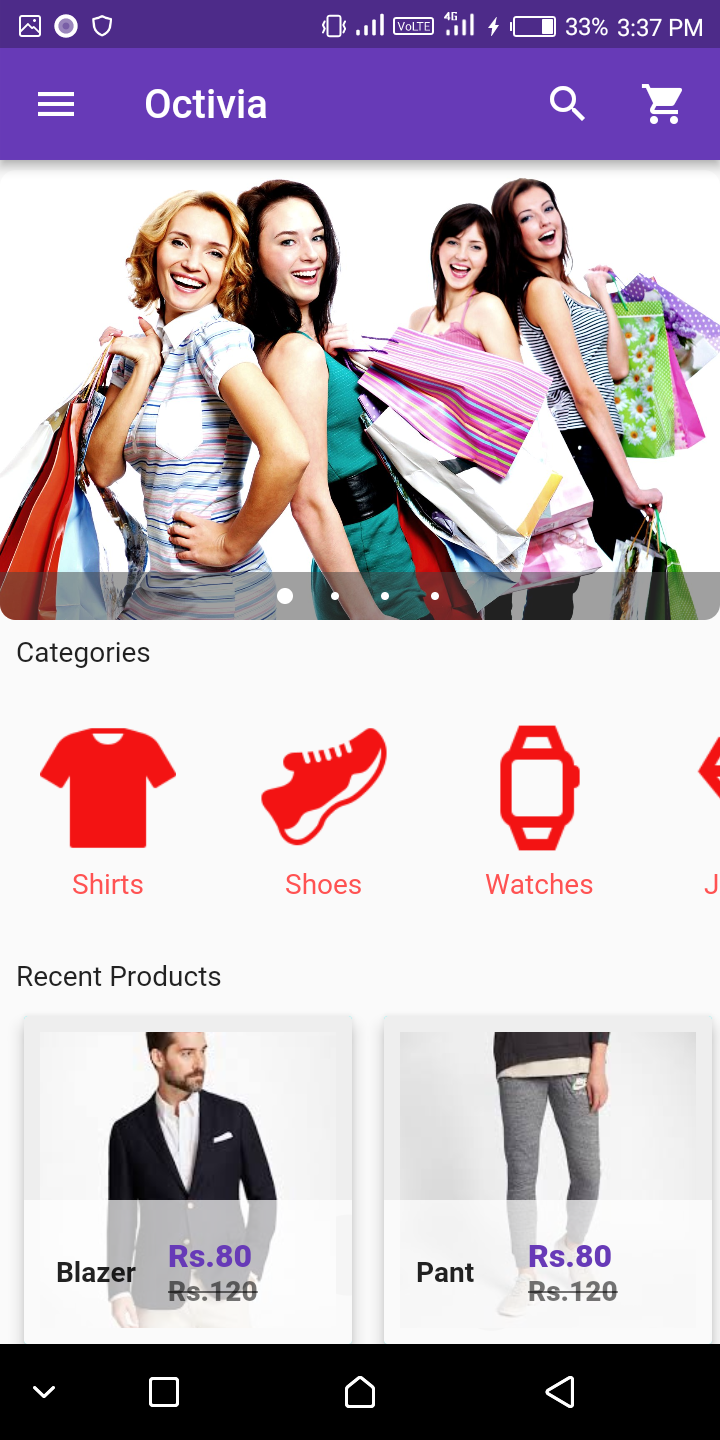 VoLTE 4G 33% 3:37 PM
Octivia
Categories
Shirts Shoes Watches J
Recent Products
Blazer Rs.80 Rs.120
Pant Rs.80 Rs.120